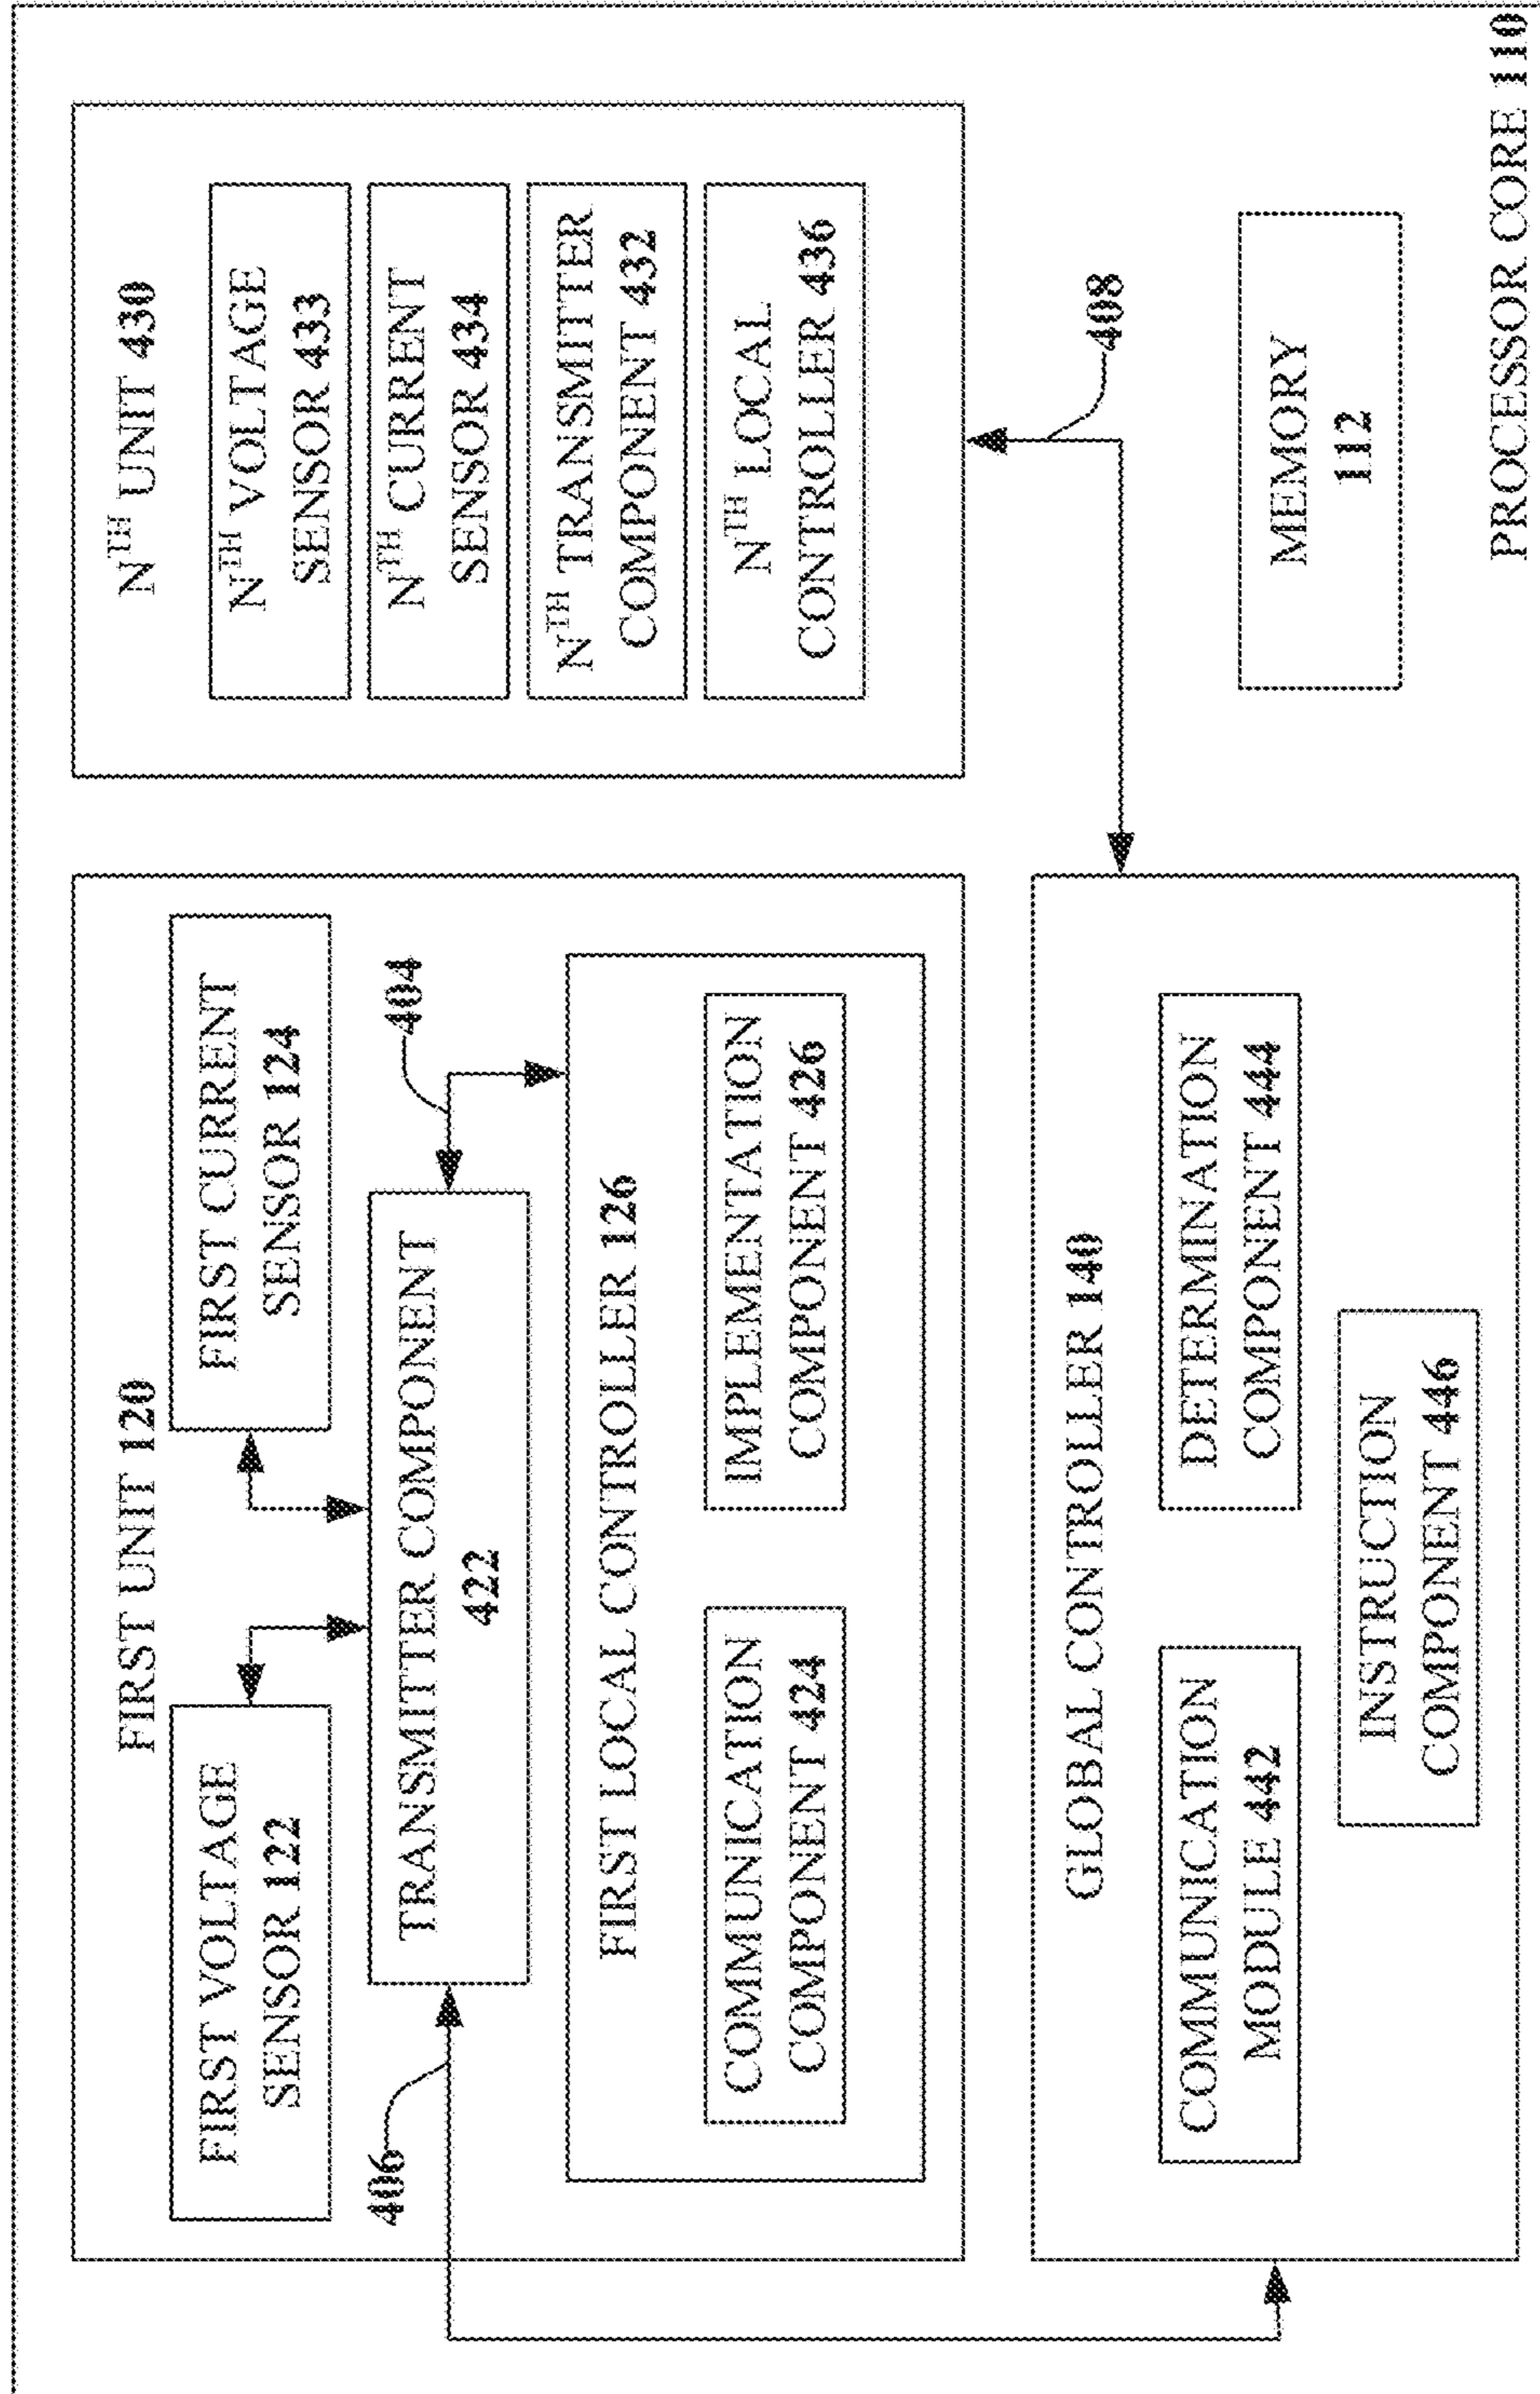 FIRST UNIT 120
FIRST VOLTAGE
SENSOR 122
FIRST CURRENT
SENSOR 124
406
404
TRANSMITTER COMPONENT
422
FIRST LOCAL CONTROLLER 126
COMMUNICATION
COMPONENT 424
IMPLEMENTATION
COMPONENT 426
NTH UNIT 430
NTH VOLTAGE
SENSOR 433
NTH CURRENT
SENSOR 434
NTH TRANSMITTER
COMPONENT 432
NTH LOCAL
CONTROLLER 436
408
GLOBAL CONTROLLER 140
COMMUNICATION
MODULE 442
DETERMINATION
COMPONENT 444
INSTRUCTION
COMPONENT 446
MEMORY
112
PROCESSOR CORE 110